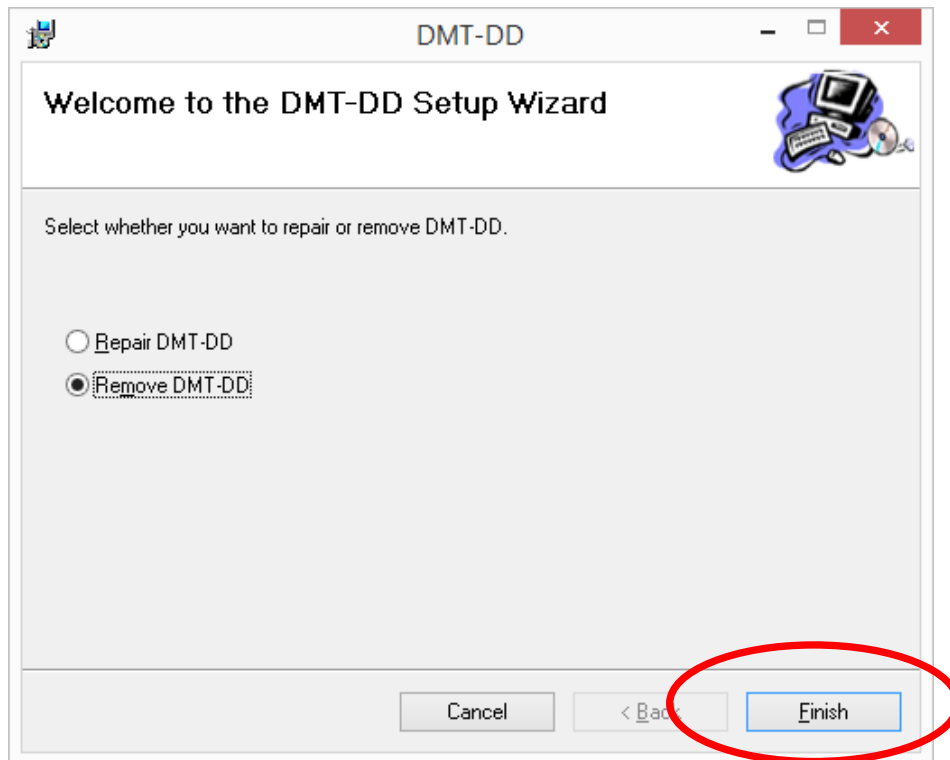 DMT-DD
Welcome to the DMT-DD Setup Wizard
Select whether you want to repair or remove DMT-DD.
Repair DMT-DD
Remove DMT-DD
Cancel
< Back
Finish